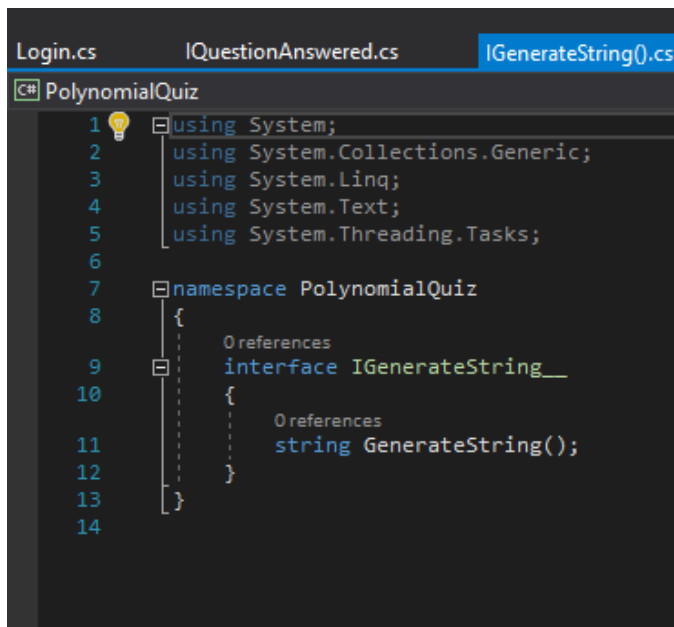 Login.cs IQuestionAnswered.cs IGenerateString().cs
C# PolynomialQuiz
1 using System;
2 using System.Collections.Generic;
3 using System.Linq;
4 using System.Text;
5 using System.Threading.Tasks;
6
7 namespace PolynomialQuiz
8 {
0 references
9 interface IGenerateString__
10 {
0 references
11 string GenerateString();
12 }
13 }
14